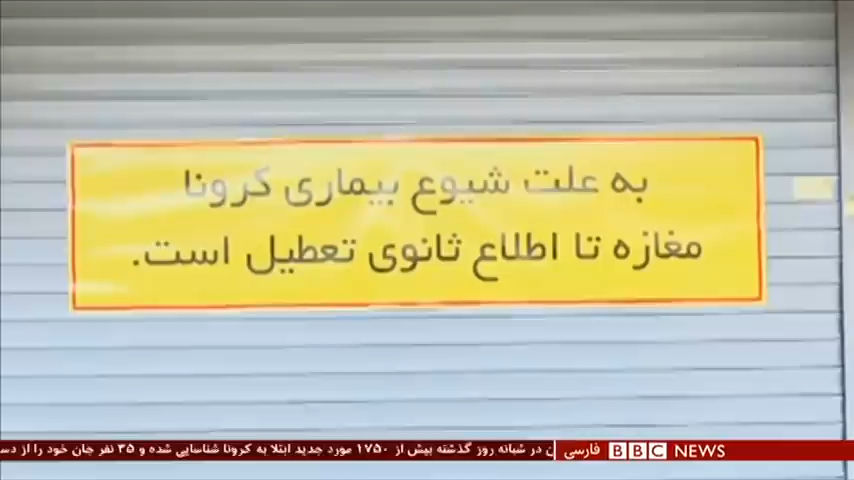 به علت شیوع بیماری کرونا
مغازه تا اطلاع ثانوی تعطیل است.
در شبانه روز گذشته بیش از ۱۷۵۰ مورد جدید ابتلا به کرونا شناسایی شده و ۳۵ نفر جان خود را از
فارسی BBC NEWS